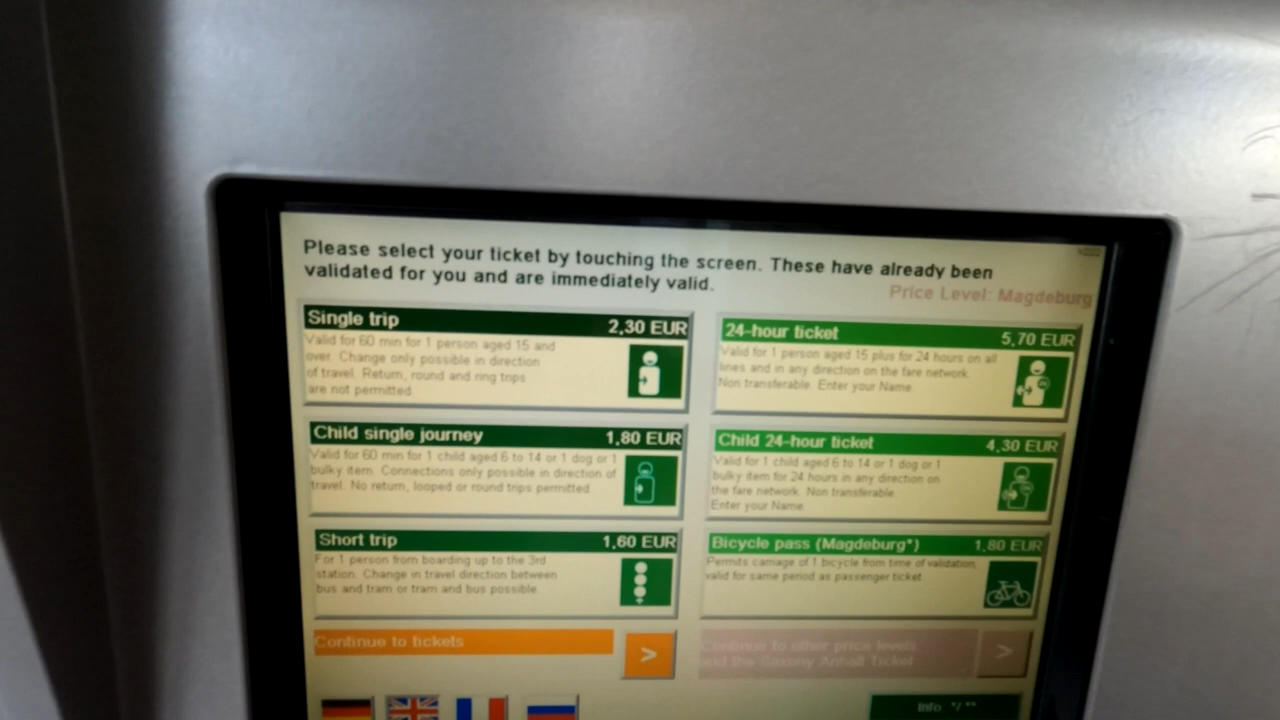 Please select your ticket by touching the screen. These have already been
validated for you and are immediately valid.
Price Level: Magdeburg
Single trip 2,30 EUR
Valid for 60 min for 1 person aged 15 and
over. Change only possible in direction
of travel. Return, round and ring trips
are not permitted.
24-hour ticket 5,70 EUR
Valid for 1 person aged 15 plus for 24 hours on all
lines and in any direction on the fare network.
Non transferable. Enter your Name.
Child single journey 1,80 EUR
Valid for 60 min for 1 child aged 6 to 14 or 1 dog or 1
bulky item. Connections only possible in direction of
travel. No return, looped or round trips permitted.
Child 24-hour ticket 4,30 EUR
Valid for 1 child aged 6 to 14 or 1 dog or 1
bulky item for 24 hours in any direction on
the fare network. Non transferable.
Enter your Name.
Short trip 1,60 EUR
For 1 person from boarding up to the 3rd
station. Change in travel direction between
bus and tram or tram and bus possible.
Bicycle pass (Magdeburg*) 1,80 EUR
Permits carriage of 1 bicycle from time of validation,
valid for same period as passenger ticket.
Continue to tickets >
Continue to other price levels
and the Saxony Anhalt Ticket >
Info */ **